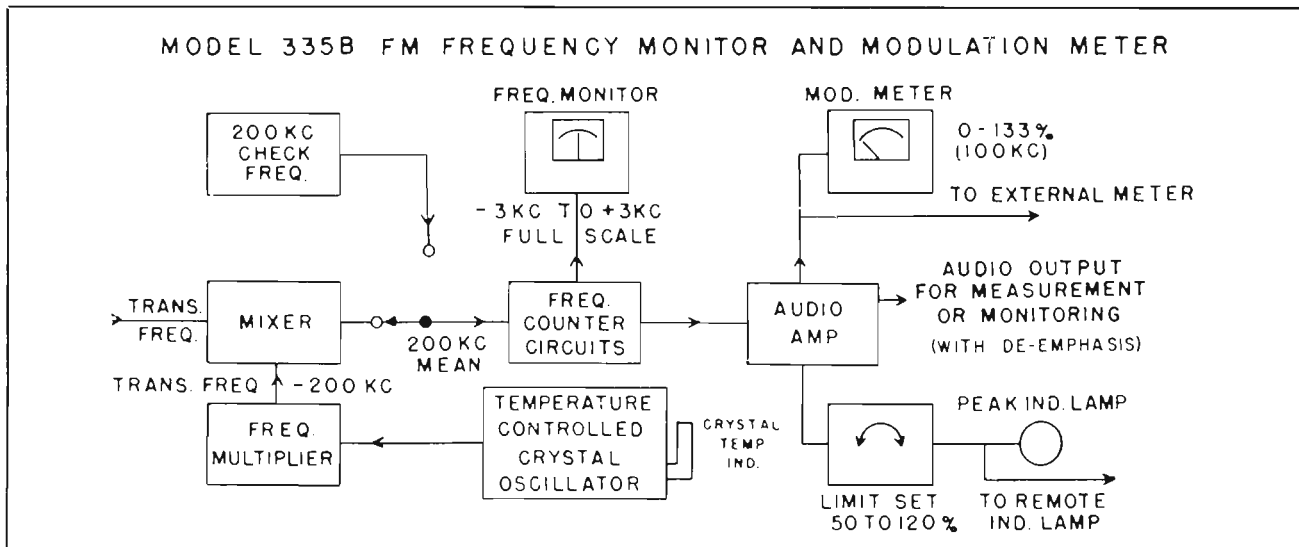 MODEL 335B FM FREQUENCY MONITOR AND MODULATION METER
FREQ. MONITOR
MOD. METER
200 KC
CHECK
FREQ.
0-133%
(100KC)
TO EXTERNAL METER
-3KC TO +3KC
FULL SCALE
TRANS.
FREQ.
MIXER
200KC
MEAN
FREQ.
COUNTER
CIRCUITS
AUDIO
AMP
AUDIO OUTPUT
FOR MEASUREMENT
OR MONITORING
(WITH DE-EMPHASIS)
TRANS. FREQ -200 KC
FREQ.
MULTIPLIER
TEMPERATURE
CONTROLLED
CRYSTAL
OSCILLATOR
CRYSTAL
TEMP
IND.
PEAK IND. LAMP
LIMIT SET
50 TO 120%
TO REMOTE
IND. LAMP